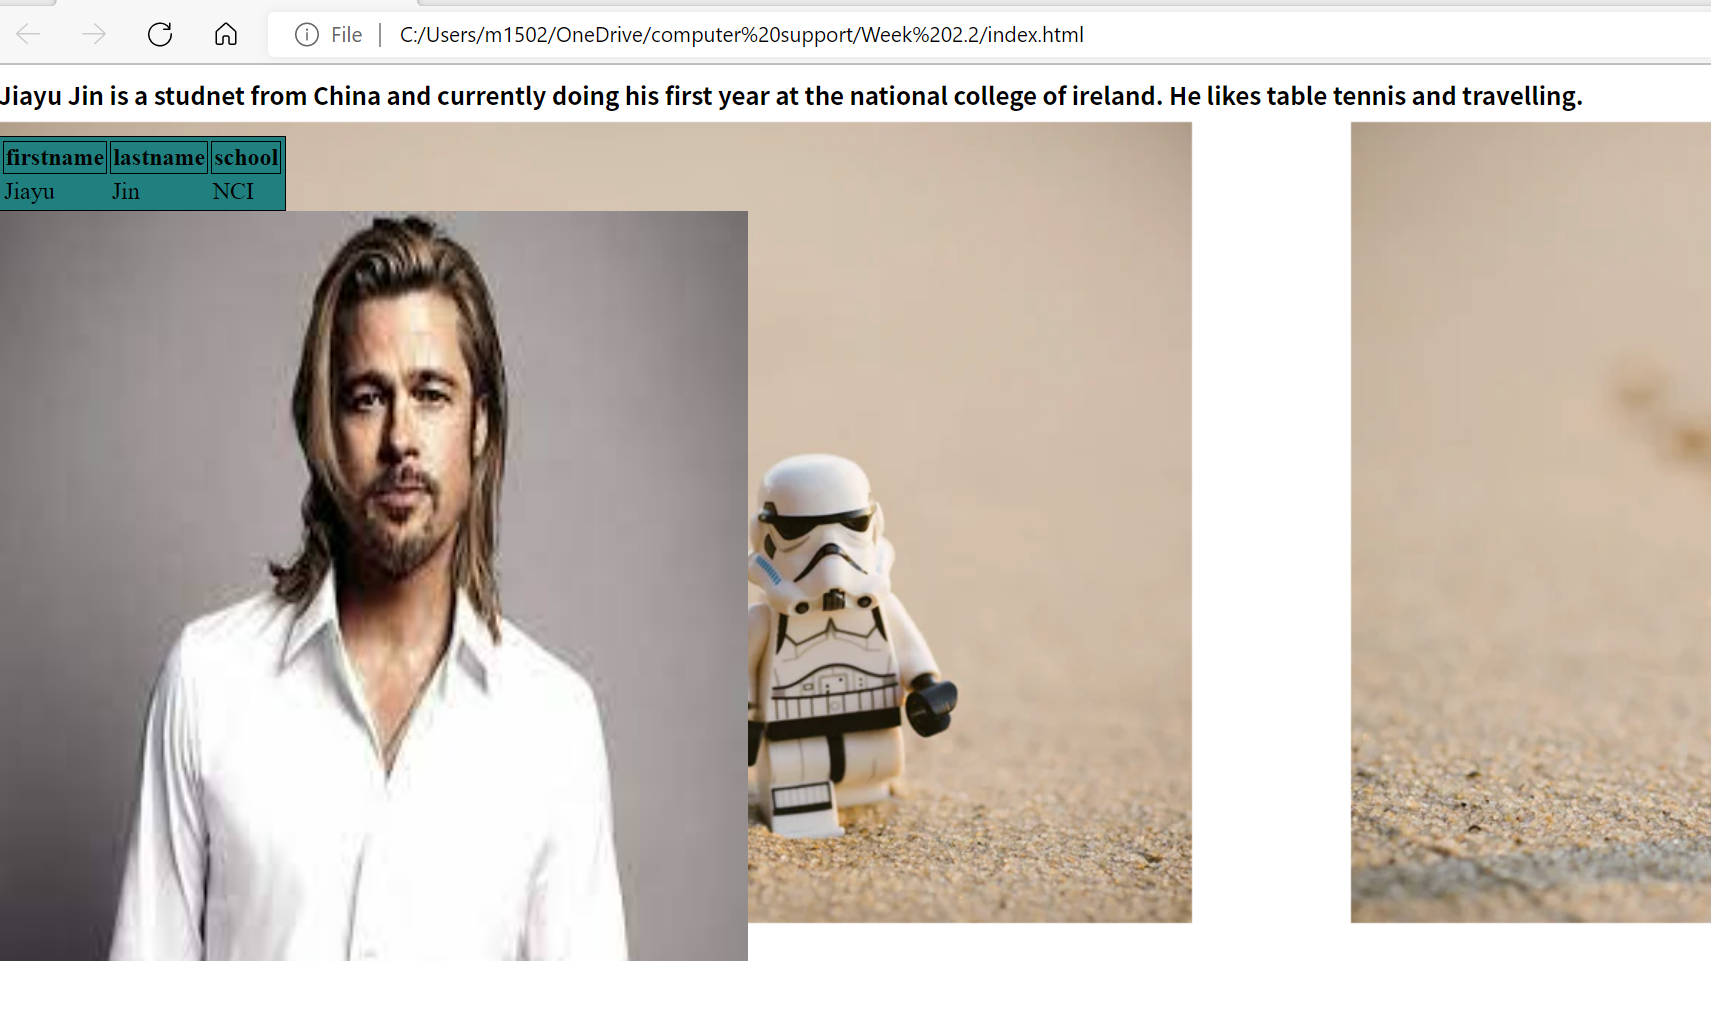 File
C:/Users/m1502/OneDrive/computer%20support/Week%202.2/index.html
Jiayu Jin is a studnet from China and currently doing his first year at the national college of ireland. He likes table tennis and travelling.
firstname lastname school
Jiayu Jin NCI